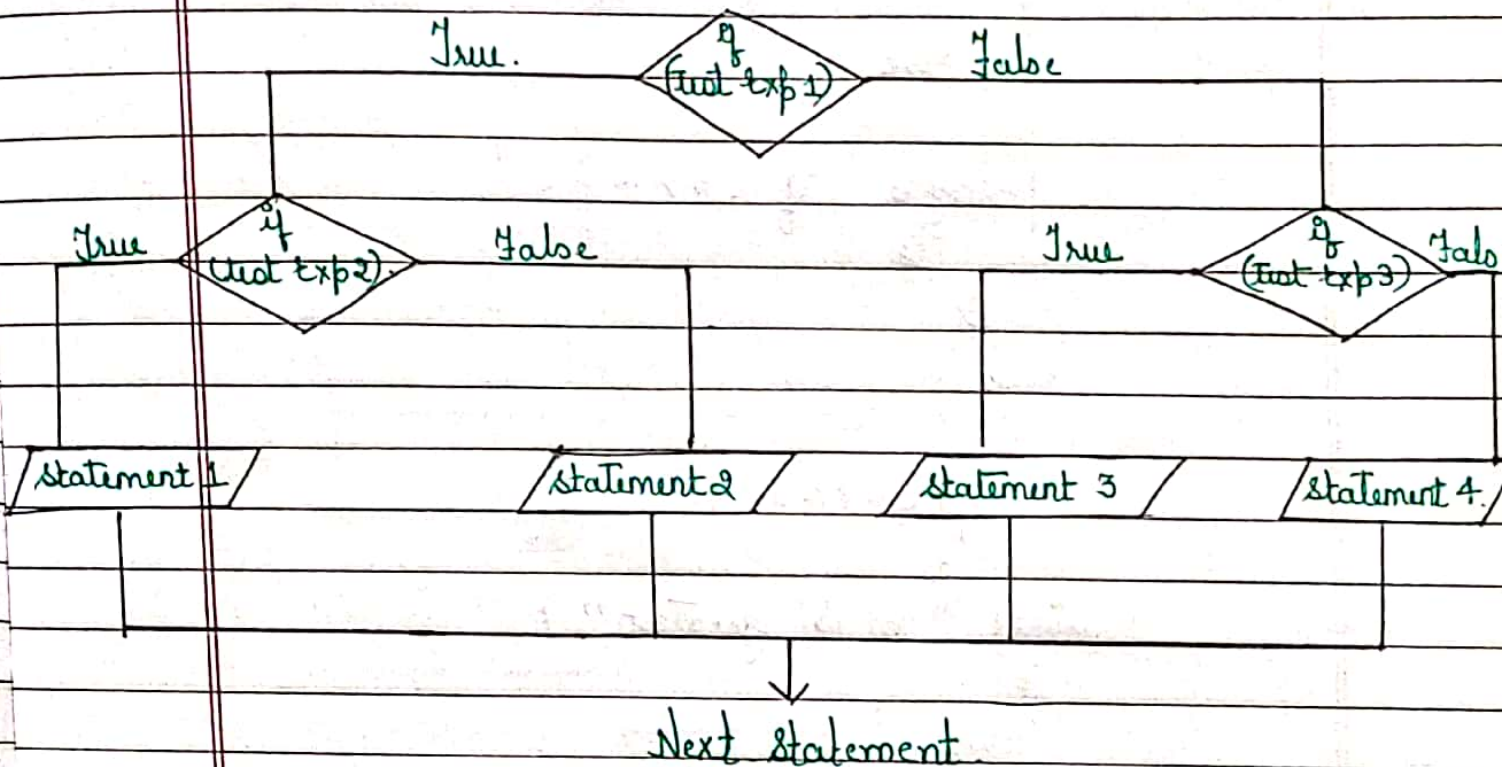 if
True.
False
(Test Exp 1)
if
if
True
False
True
Fals
(test Exp 2).
(Test Exp 3)
Statement 1
Statement 2
Statement 3
Statement 4.
Next Statement.